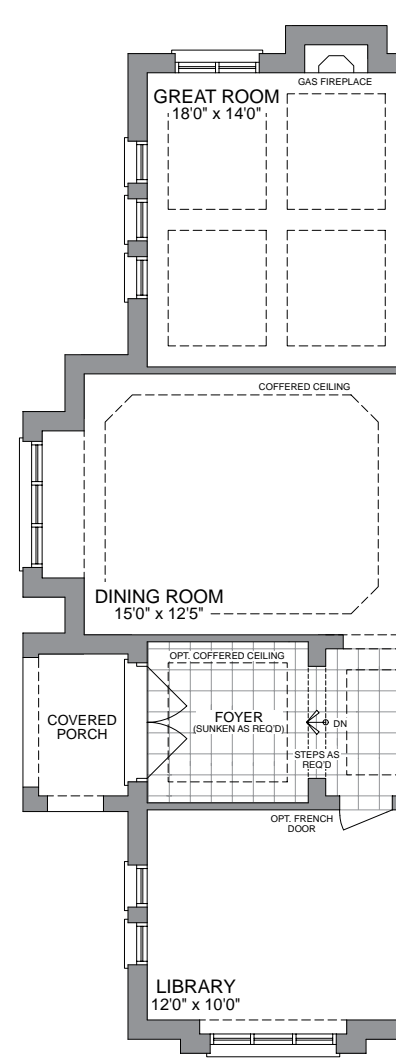 GAS FIREPLACE
GREAT ROOM
18'0" x 14'0"
COFFERED CEILING
DINING ROOM
15'0" x 12'5"
OPT. COFFERED CEILING
COVERED
PORCH
FOYER
(SUNKEN AS REQ'D)
DN
STEPS AS
REQ'D
OPT. FRENCH
DOOR
LIBRARY
12'0" x 10'0"